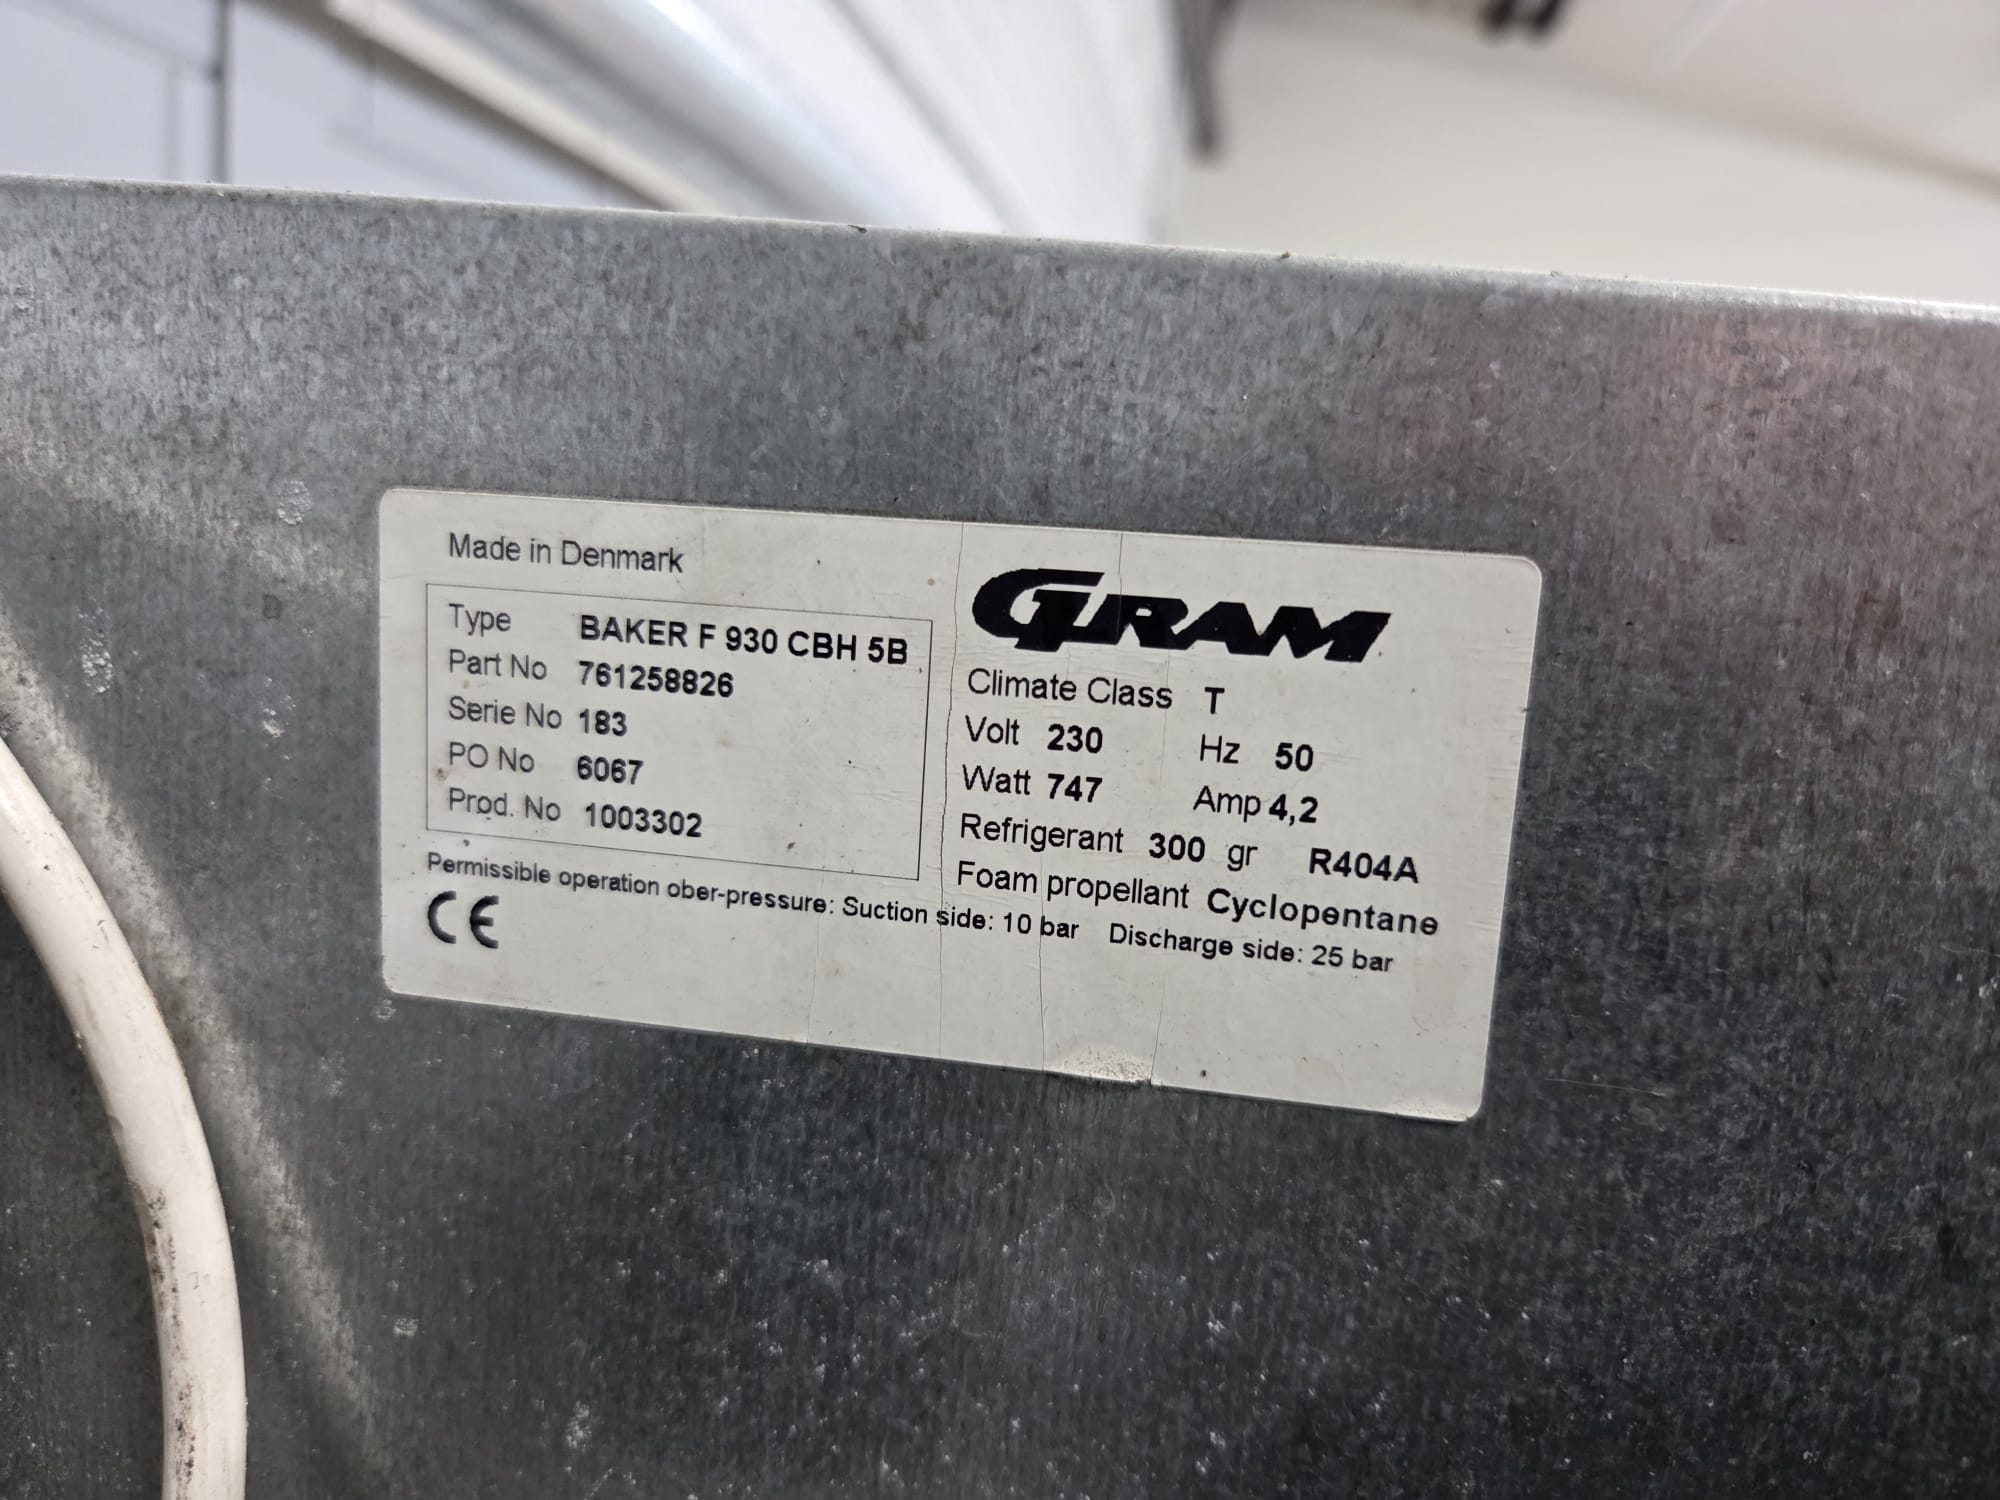 Made in Denmark
Type BAKER F 930 CBH 5B
Part No 761258826
Serie No 183
PO No 6067
Prod. No 1003302
GRAM
Climate Class T
Volt 230 Hz 50
Watt 747 Amp 4,2
Refrigerant 300 gr R404A
Foam propellant Cyclopentane
Permissible operation ober-pressure: Suction side: 10 bar Discharge side: 25 bar
CE